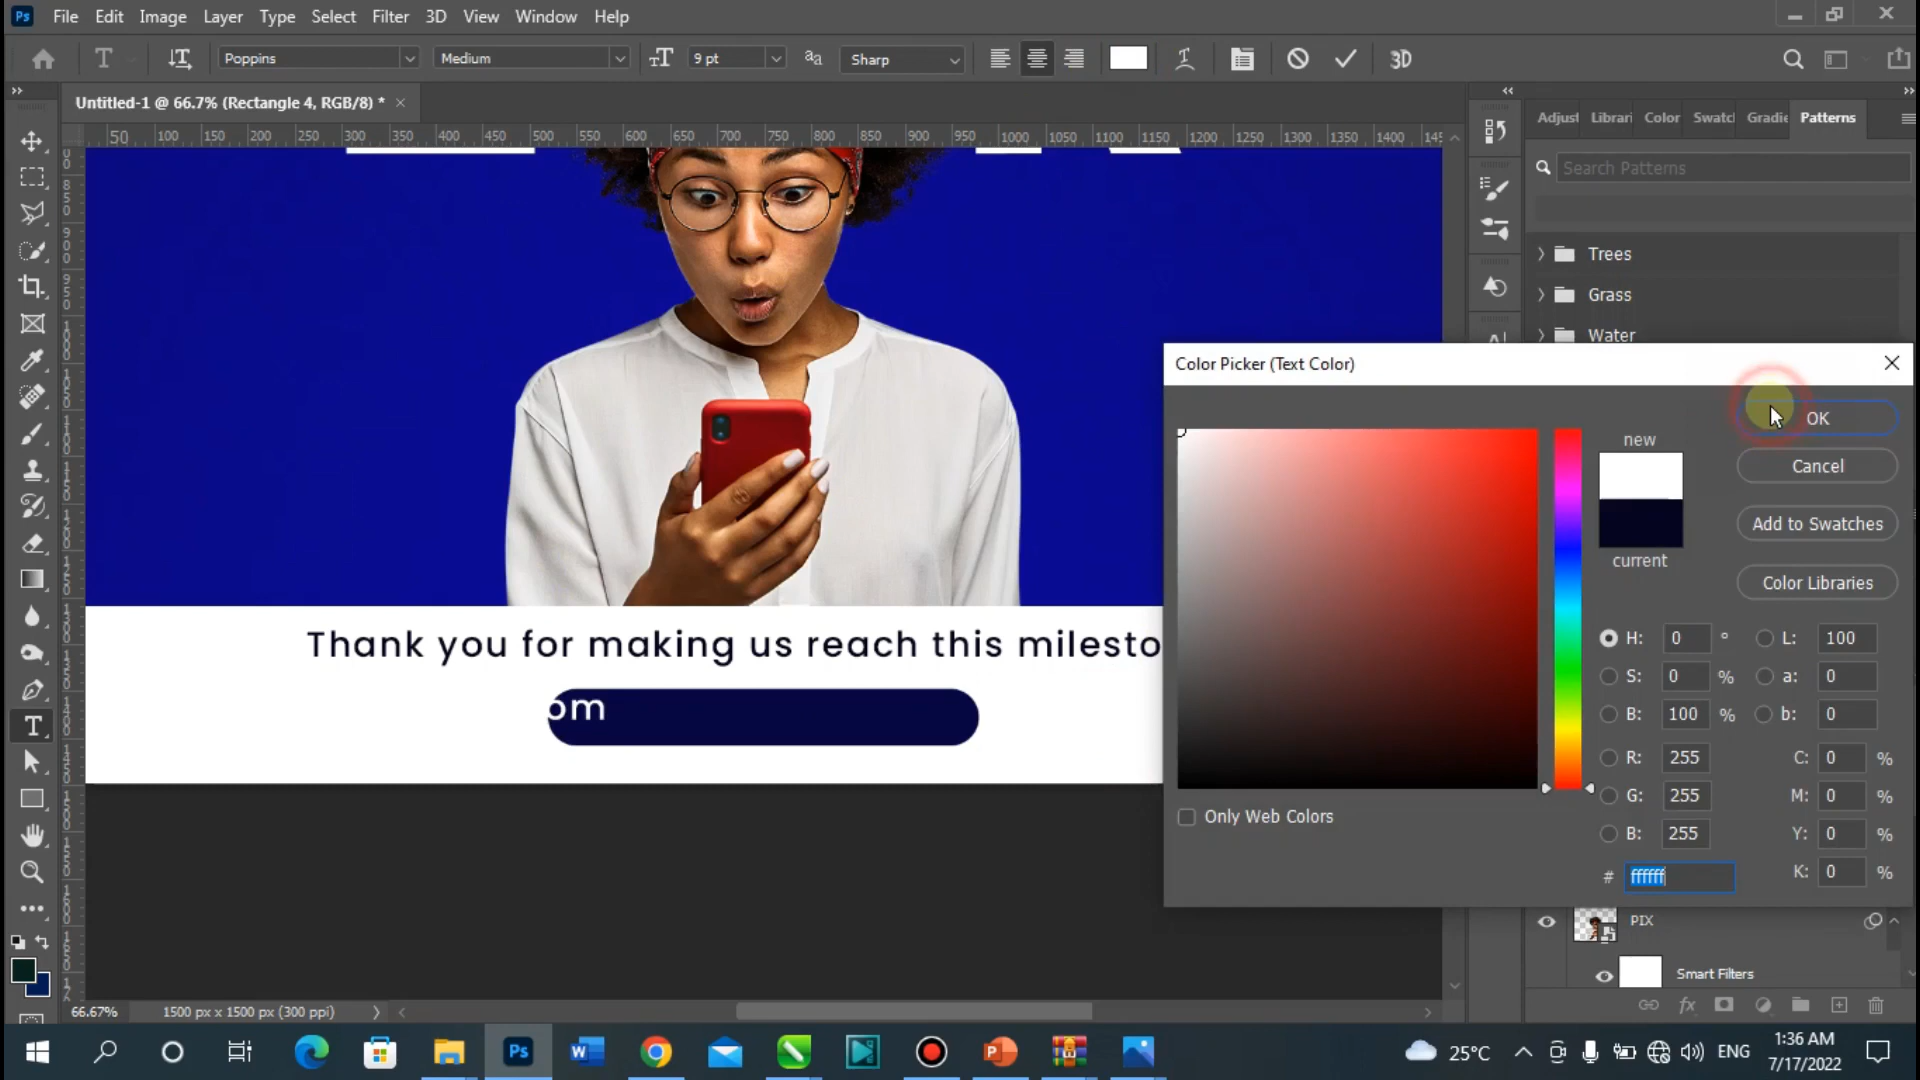 Ps File Edit Image Layer Type Select Filter 3D View Window Help
T Poppins Medium 9 pt Sharp 3D
Untitled-1 @ 66.7% (Rectangle 4, RGB/8) *
50 100 150 200 250 300 350 400 450 500 550 600 650 700 750 800 850 900 950 1000 1050 1100 1150 1200 1250 1300 1350 1400 145
Adjust Librari Color Swatcl Gradie Patterns
Search Patterns
Trees
Grass
Water
Color Picker (Text Color)
OK
new
Cancel
Add to Swatches
current
Color Libraries
H: 0 ° L: 100
S: 0 % a: 0
B: 100 % b: 0
R: 255 C: 0 %
G: 255 M: 0 %
B: 255 Y: 0 %
# ffffff K: 0 %
Only Web Colors
Thank you for making us reach this milesto
om
PIX
Smart Filters
66.67% 1500 px x 1500 px (300 ppi)
Ps W P 25°C ENG 1:36 AM
7/17/2022